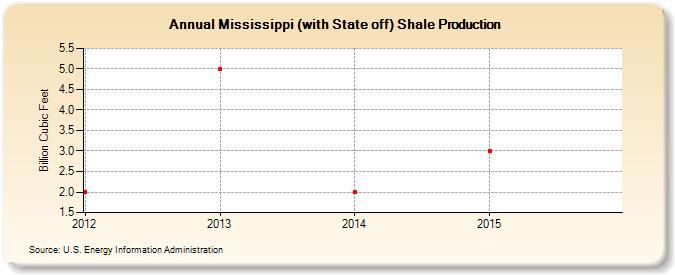 Annual Mississippi (with State off) Shale Production
Billion Cubic Feet
5.5
5.0
4.5
4.0
3.5
3.0
2.5
2.0
1.5
2012 2013 2014 2015
Source: U.S. Energy Information Administration